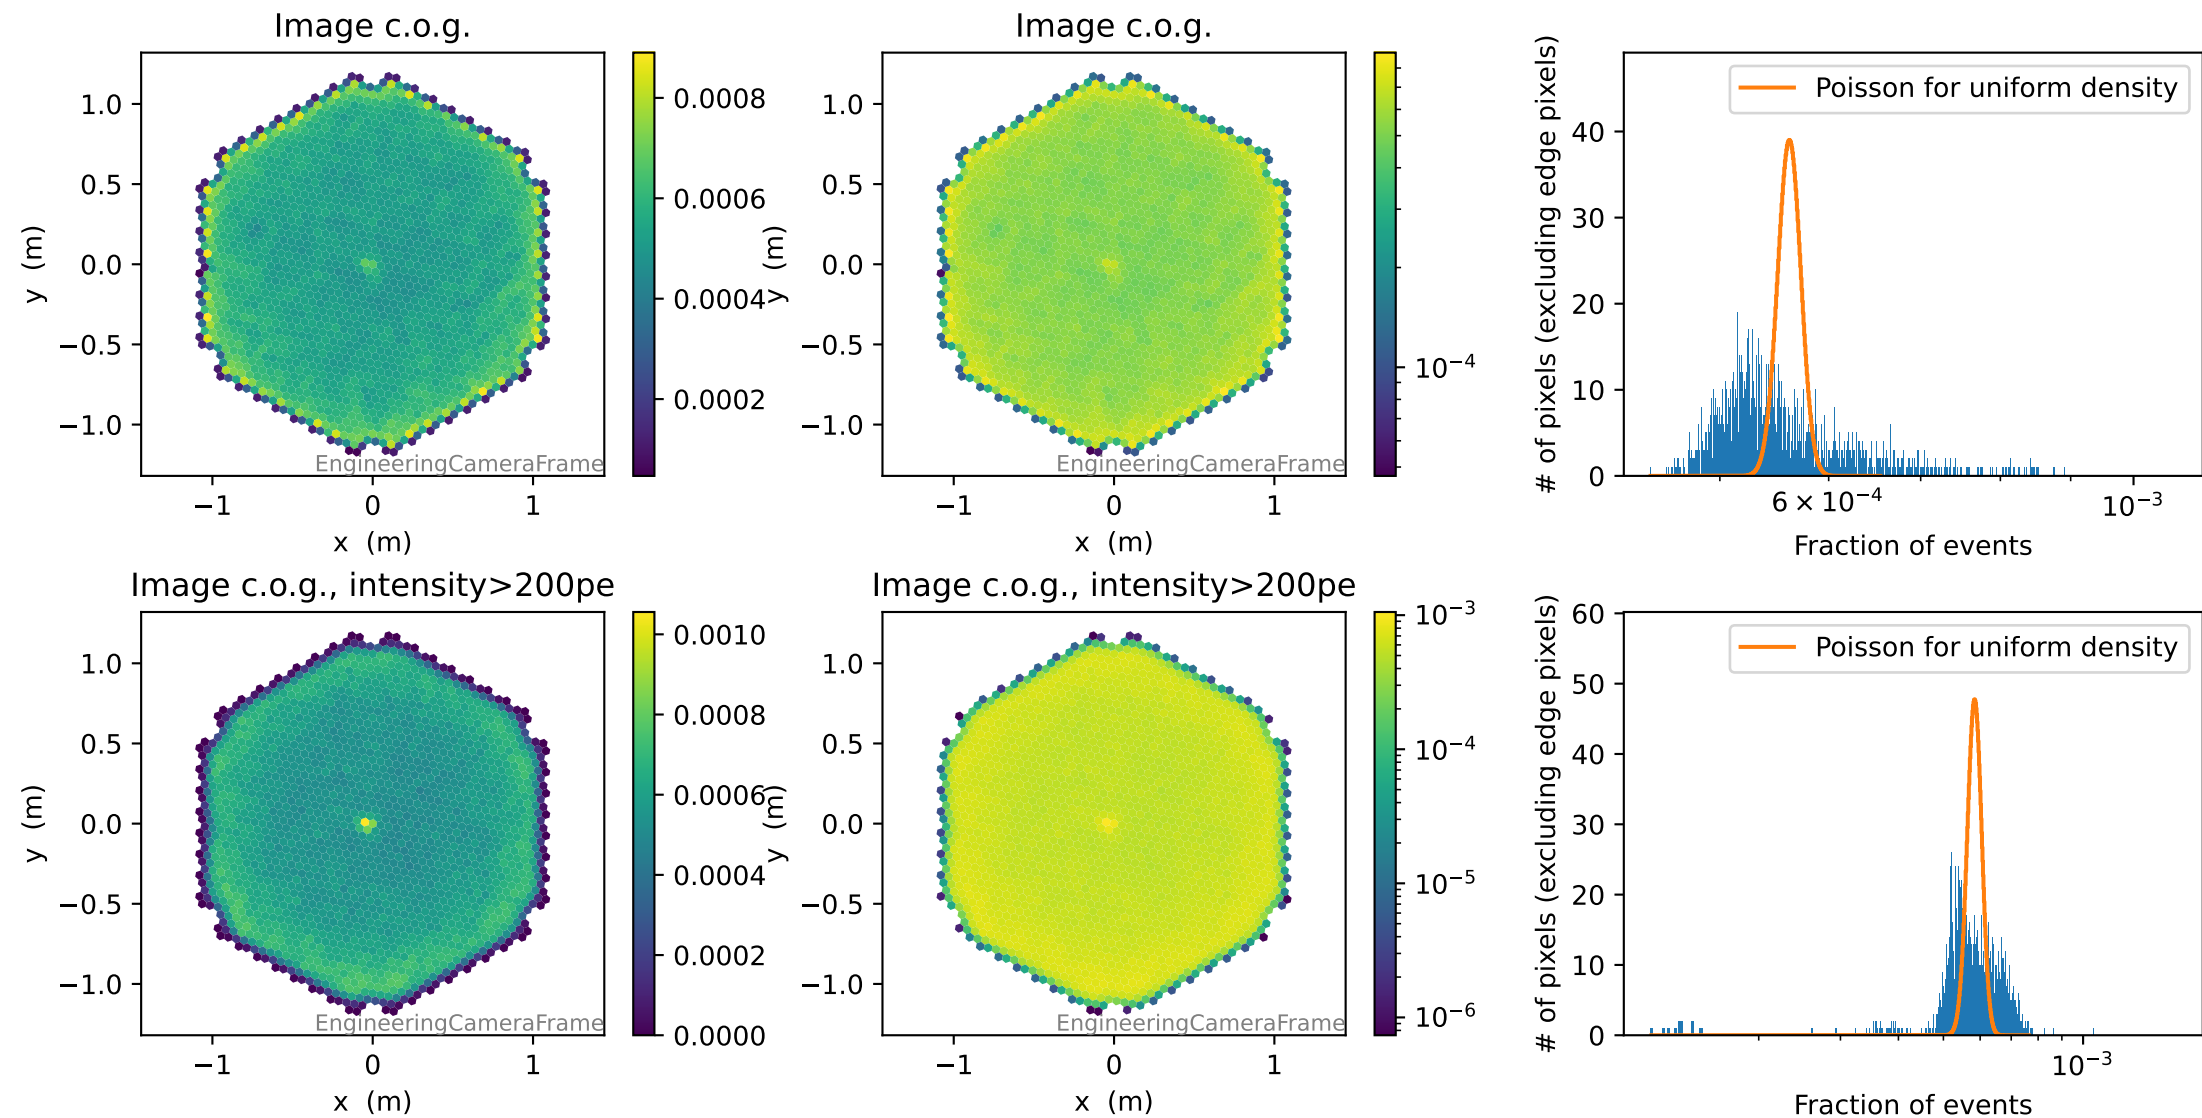 Image c.o.g.
1.0
0.5
0.0
−0.5
−1.0
y (m)
−1
0
1
x (m)
EngineeringCameraFrame
0.0008
0.0006
0.0004
0.0002
Image c.o.g.
1.0
0.5
0.0
−0.5
−1.0
y (m)
−1
0
1
x (m)
EngineeringCameraFrame
10⁻⁴
# of pixels (excluding edge pixels)
40
30
20
10
0
Poisson for uniform density
6 × 10⁻⁴
10⁻³
Fraction of events
Image c.o.g., intensity>200pe
1.0
0.5
0.0
−0.5
−1.0
y (m)
−1
0
1
x (m)
EngineeringCameraFrame
0.0010
0.0008
0.0006
0.0004
0.0002
0.0000
Image c.o.g., intensity>200pe
1.0
0.5
0.0
−0.5
−1.0
y (m)
−1
0
1
x (m)
EngineeringCameraFrame
10⁻³
10⁻⁴
10⁻⁵
10⁻⁶
# of pixels (excluding edge pixels)
60
50
40
30
20
10
0
Poisson for uniform density
10⁻³
Fraction of events